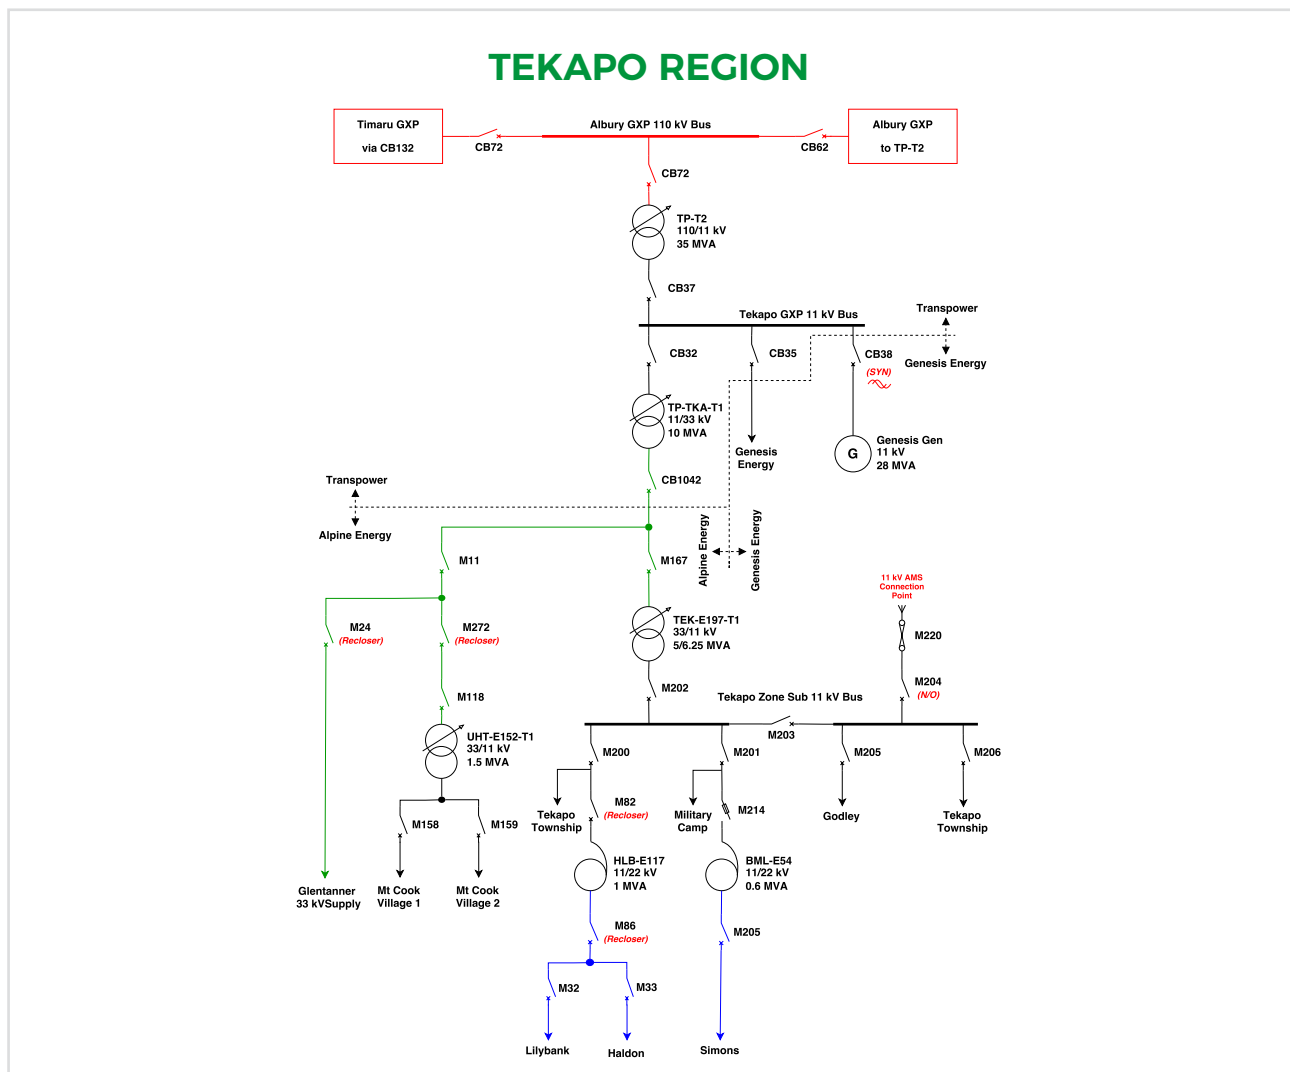 TEKAPO REGION
Timaru GXP
via CB132
CB72
Albury GXP 110 kV Bus
CB62
Albury GXP
to TP-T2
CB72
TP-T2
110/11 kV
35 MVA
CB37
Tekapo GXP 11 kV Bus
Transpower
Genesis Energy
CB32
CB35
CB38
(SYN)
TP-TKA-T1
11/33 kV
10 MVA
Genesis
Energy
G
Genesis Gen
11 kV
28 MVA
CB1042
Transpower
Alpine Energy
Alpine Energy
Genesis Energy
M11
M167
11 kV AMS
Connection
Point
M24
(Recloser)
M272
(Recloser)
TEK-E197-T1
33/11 kV
5/6.25 MVA
M220
M118
M202
Tekapo Zone Sub 11 kV Bus
M204
(N/O)
M203
UHT-E152-T1
33/11 kV
1.5 MVA
M200
M201
M205
M206
M158
M159
Tekapo
Township
M82
(Recloser)
Military
Camp
M214
Godley
Tekapo
Township
HLB-E117
11/22 kV
1 MVA
BML-E54
11/22 kV
0.6 MVA
Glentanner
33 kVSupply
Mt Cook
Village 1
Mt Cook
Village 2
M86
(Recloser)
M205
M32
M33
Lilybank
Haldon
Simons